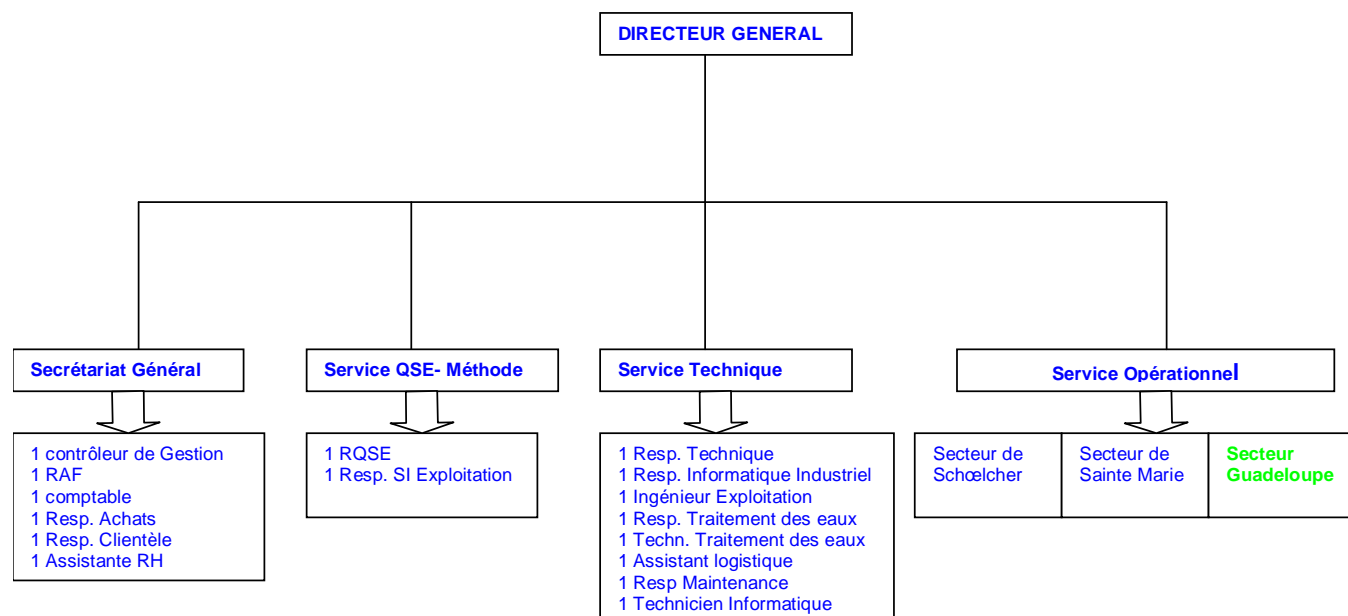 DIRECTEUR GENERAL
Secrétariat Général
Service QSE- Méthode
Service Technique
Service Opérationnel
1 contrôleur de Gestion
1 RAF
1 comptable
1 Resp. Achats
1 Resp. Clientèle
1 Assistante RH
1 RQSE
1 Resp. SI Exploitation
1 Resp. Technique
1 Resp. Informatique Industriel
1 Ingénieur Exploitation
1 Resp. Traitement des eaux
1 Techn. Traitement des eaux
1 Assistant logistique
1 Resp Maintenance
1 Technicien Informatique
Secteur de
Schœlcher
Secteur de
Sainte Marie
Secteur
Guadeloupe